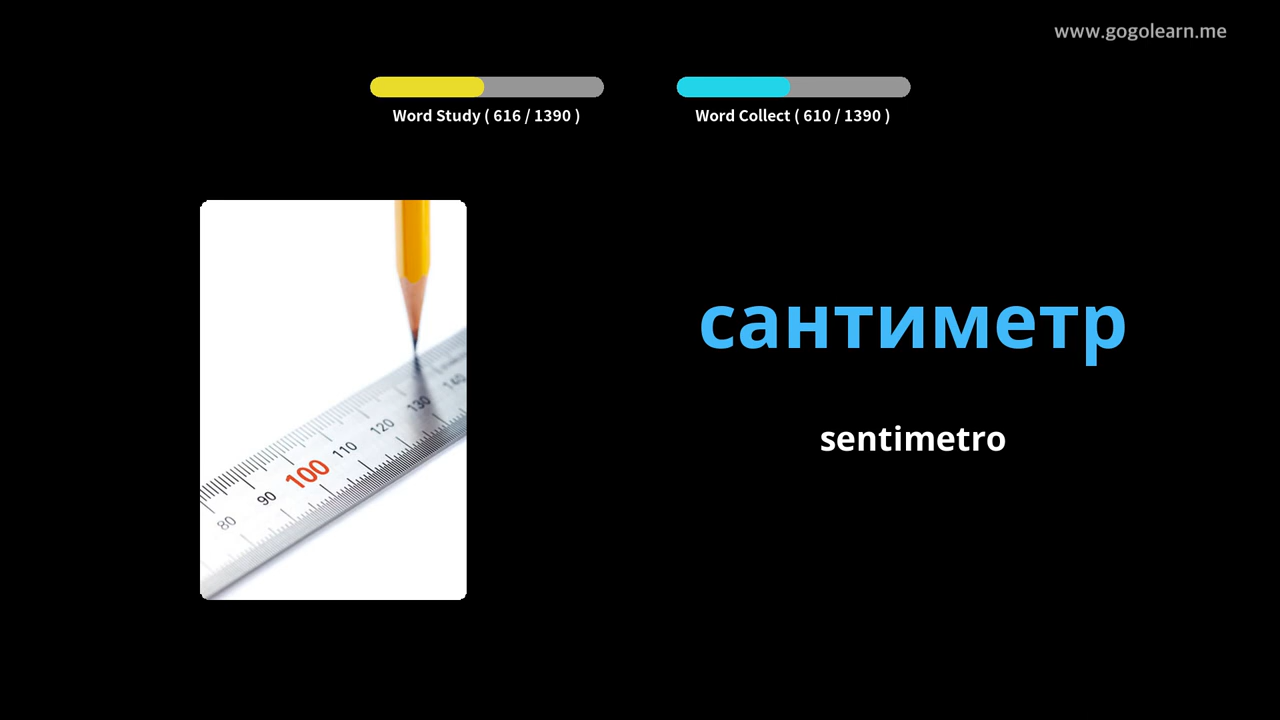 www.gogolearn.me
Word Study ( 616 / 1390 )
Word Collect ( 610 / 1390 )
сантиметр
sentimetro
80
90
100
110
120
130
140